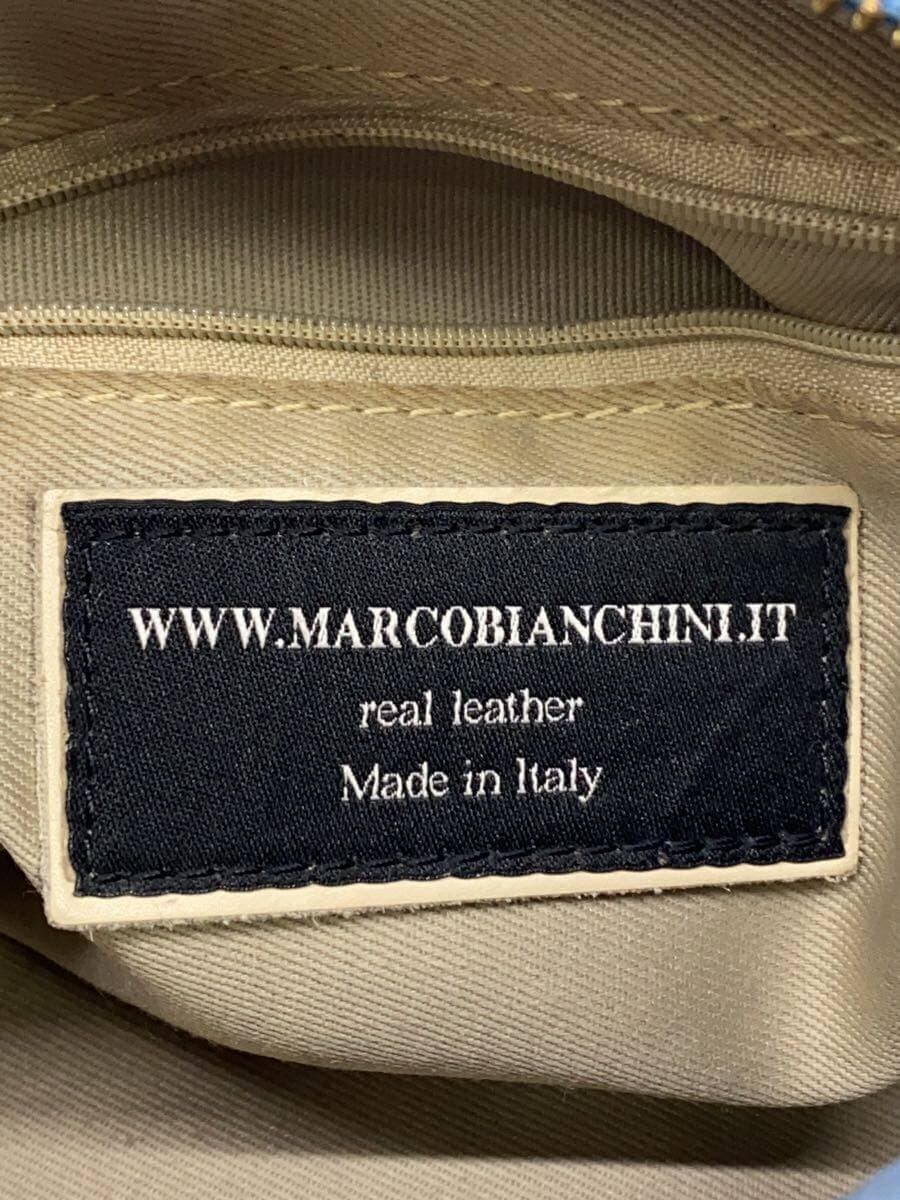 WWW.MARCOBIANCHINI.IT
real leather
Made in Italy